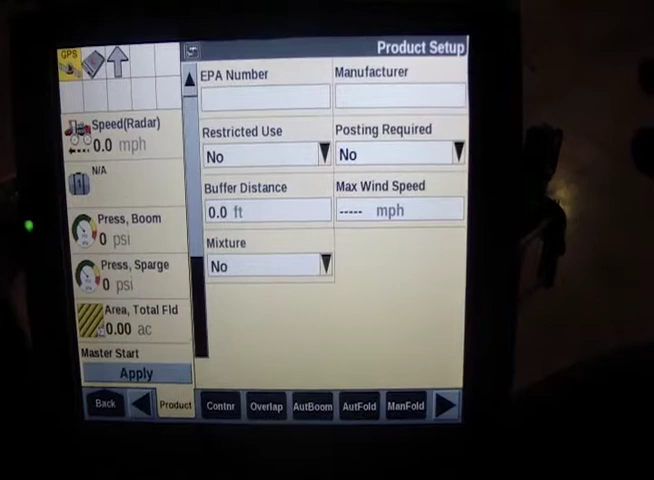 Product Setup
GPS
EPA Number
Manufacturer
Speed(Radar)
0.0 mph
Restricted Use
Posting Required
No
No
N/A
Buffer Distance
Max Wind Speed
0.0 ft
----- mph
Press, Boom
0 psi
Mixture
No
Press, Sparge
0 psi
Area, Total Fld
0.00 ac
Master Start
Apply
Back
Product
Contnr
Overlap
AutBoom
AutFold
ManFold